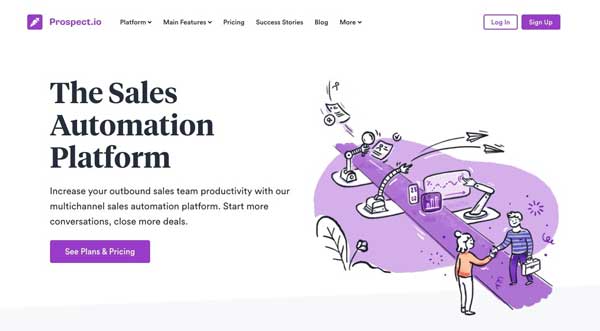 Prospect.io
Platform Main Features Pricing Success Stories Blog More
Log In Sign Up
The Sales
Automation
Platform
Increase your outbound sales team productivity with our
multichannel sales automation platform. Start more
conversations, close more deals.
See Plans & Pricing